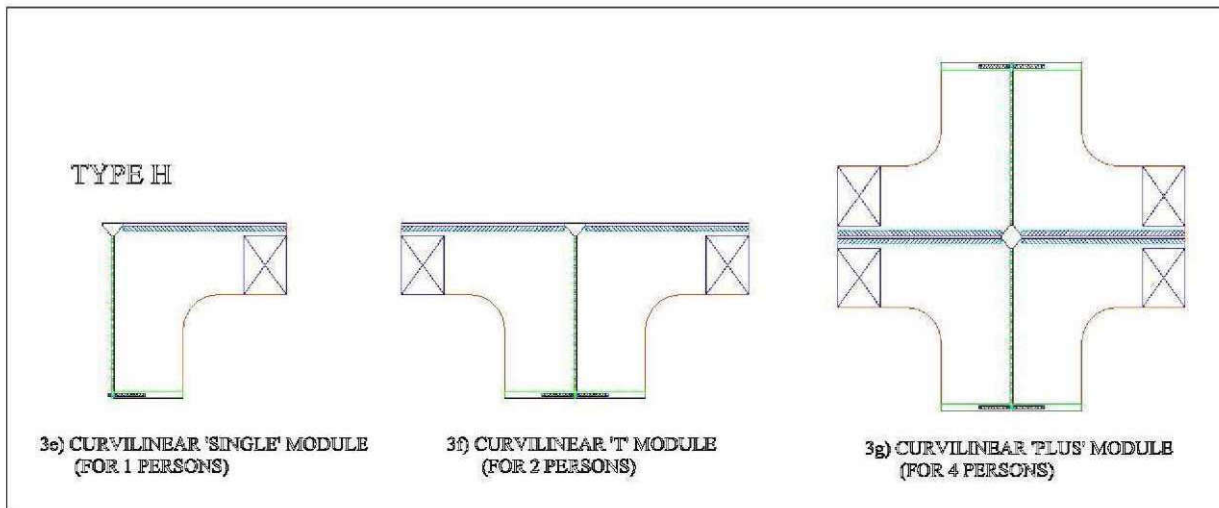 TYPE H
3e) CURVILINEAR 'SINGLE' MODULE
(FOR 1 PERSONS)
3f) CURVILINEAR 'T' MODULE
(FOR 2 PERSONS)
3g) CURVILINEAR 'PLUS' MODULE
(FOR 4 PERSONS)